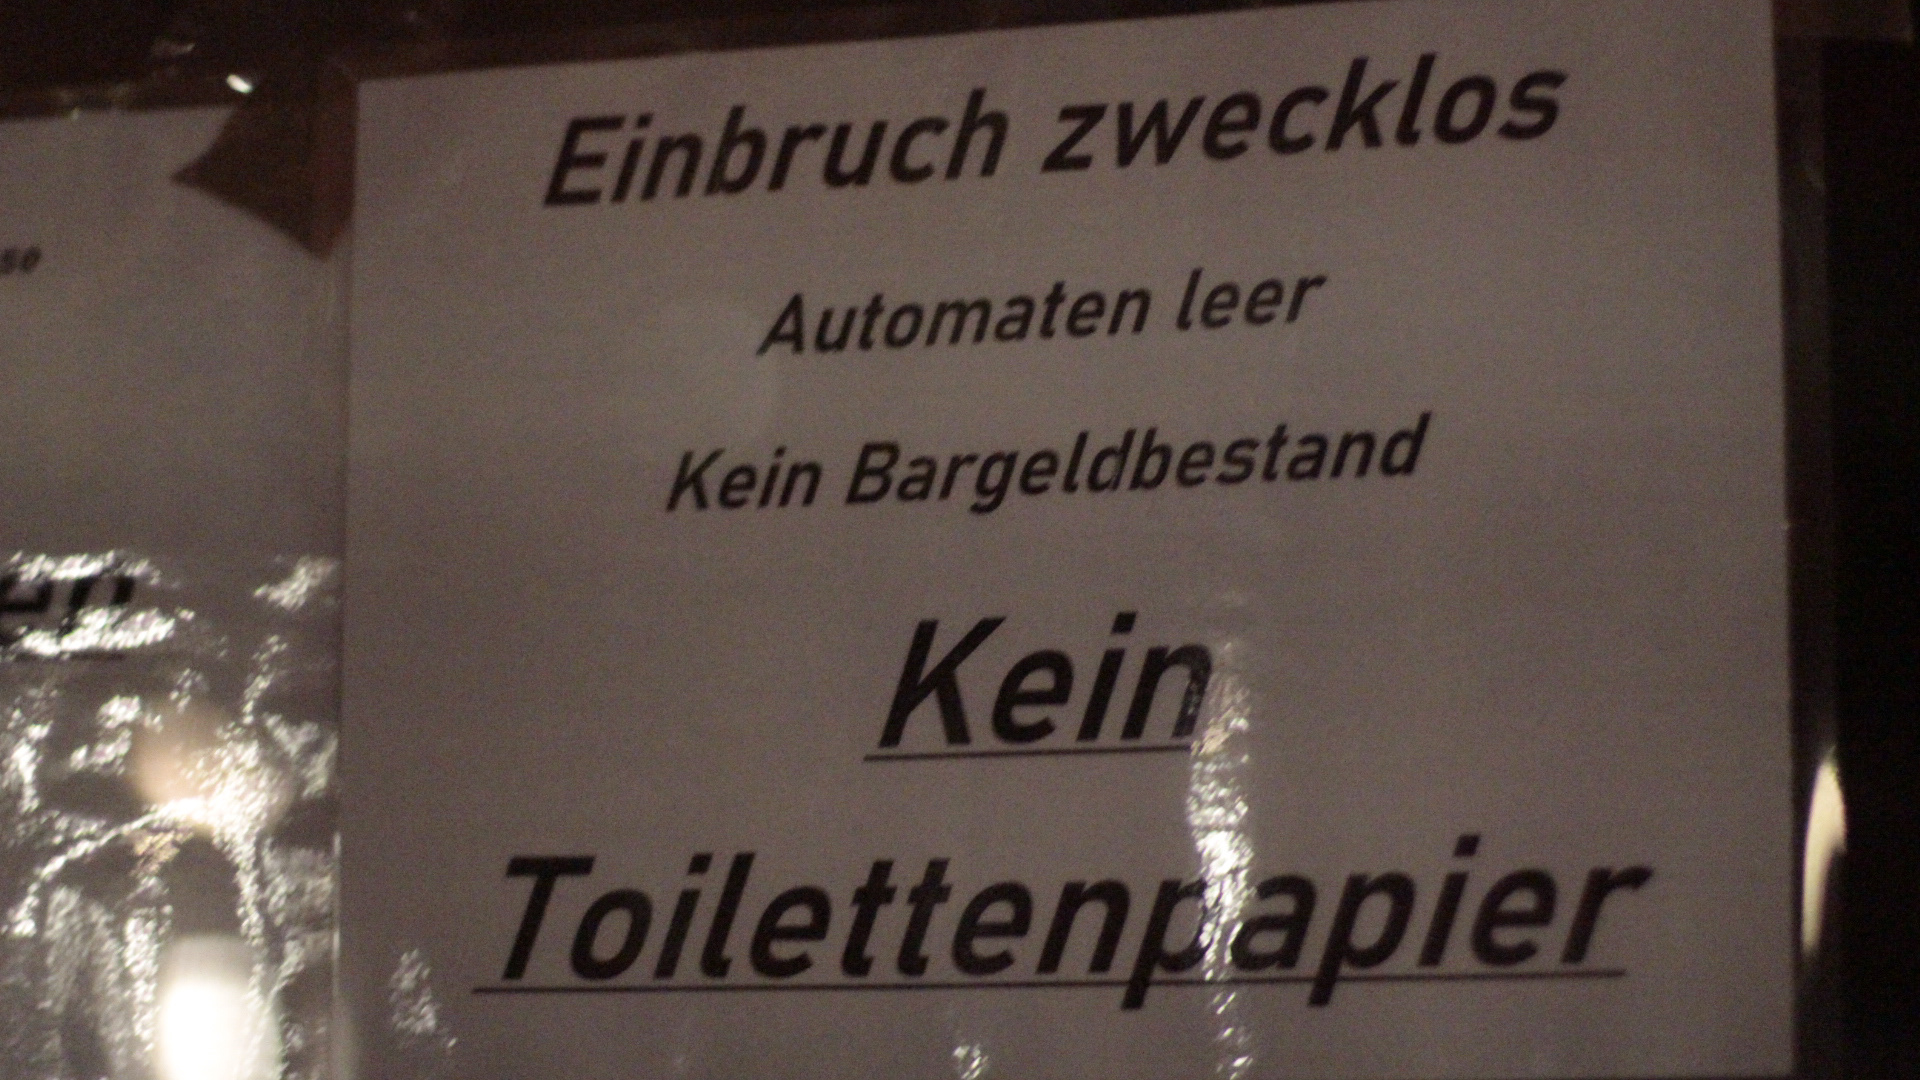 Einbruch zwecklos
Automaten leer
Kein Bargeldbestand
Kein
Toilettenpapier